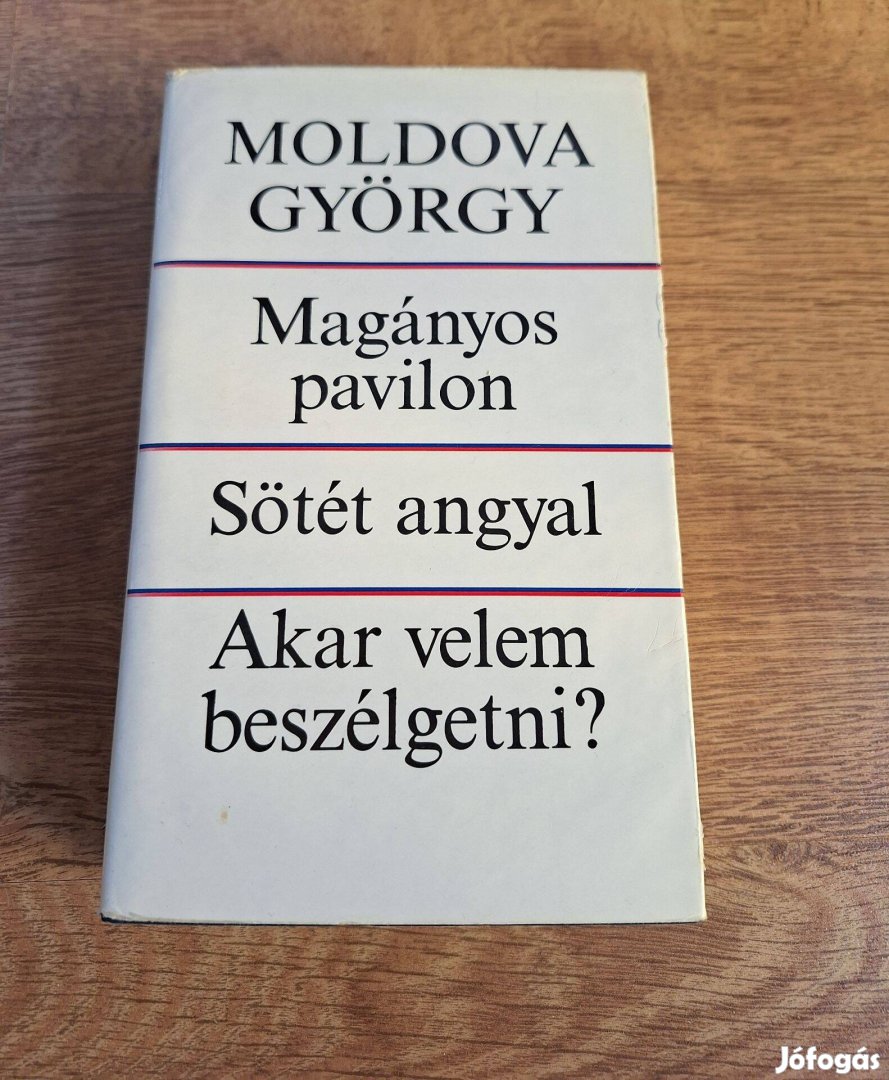 MOLDOVA
GYÖRGY
Magányos
pavilon
Sötét angyal
Akar velem
beszélgetni?
Jófogás